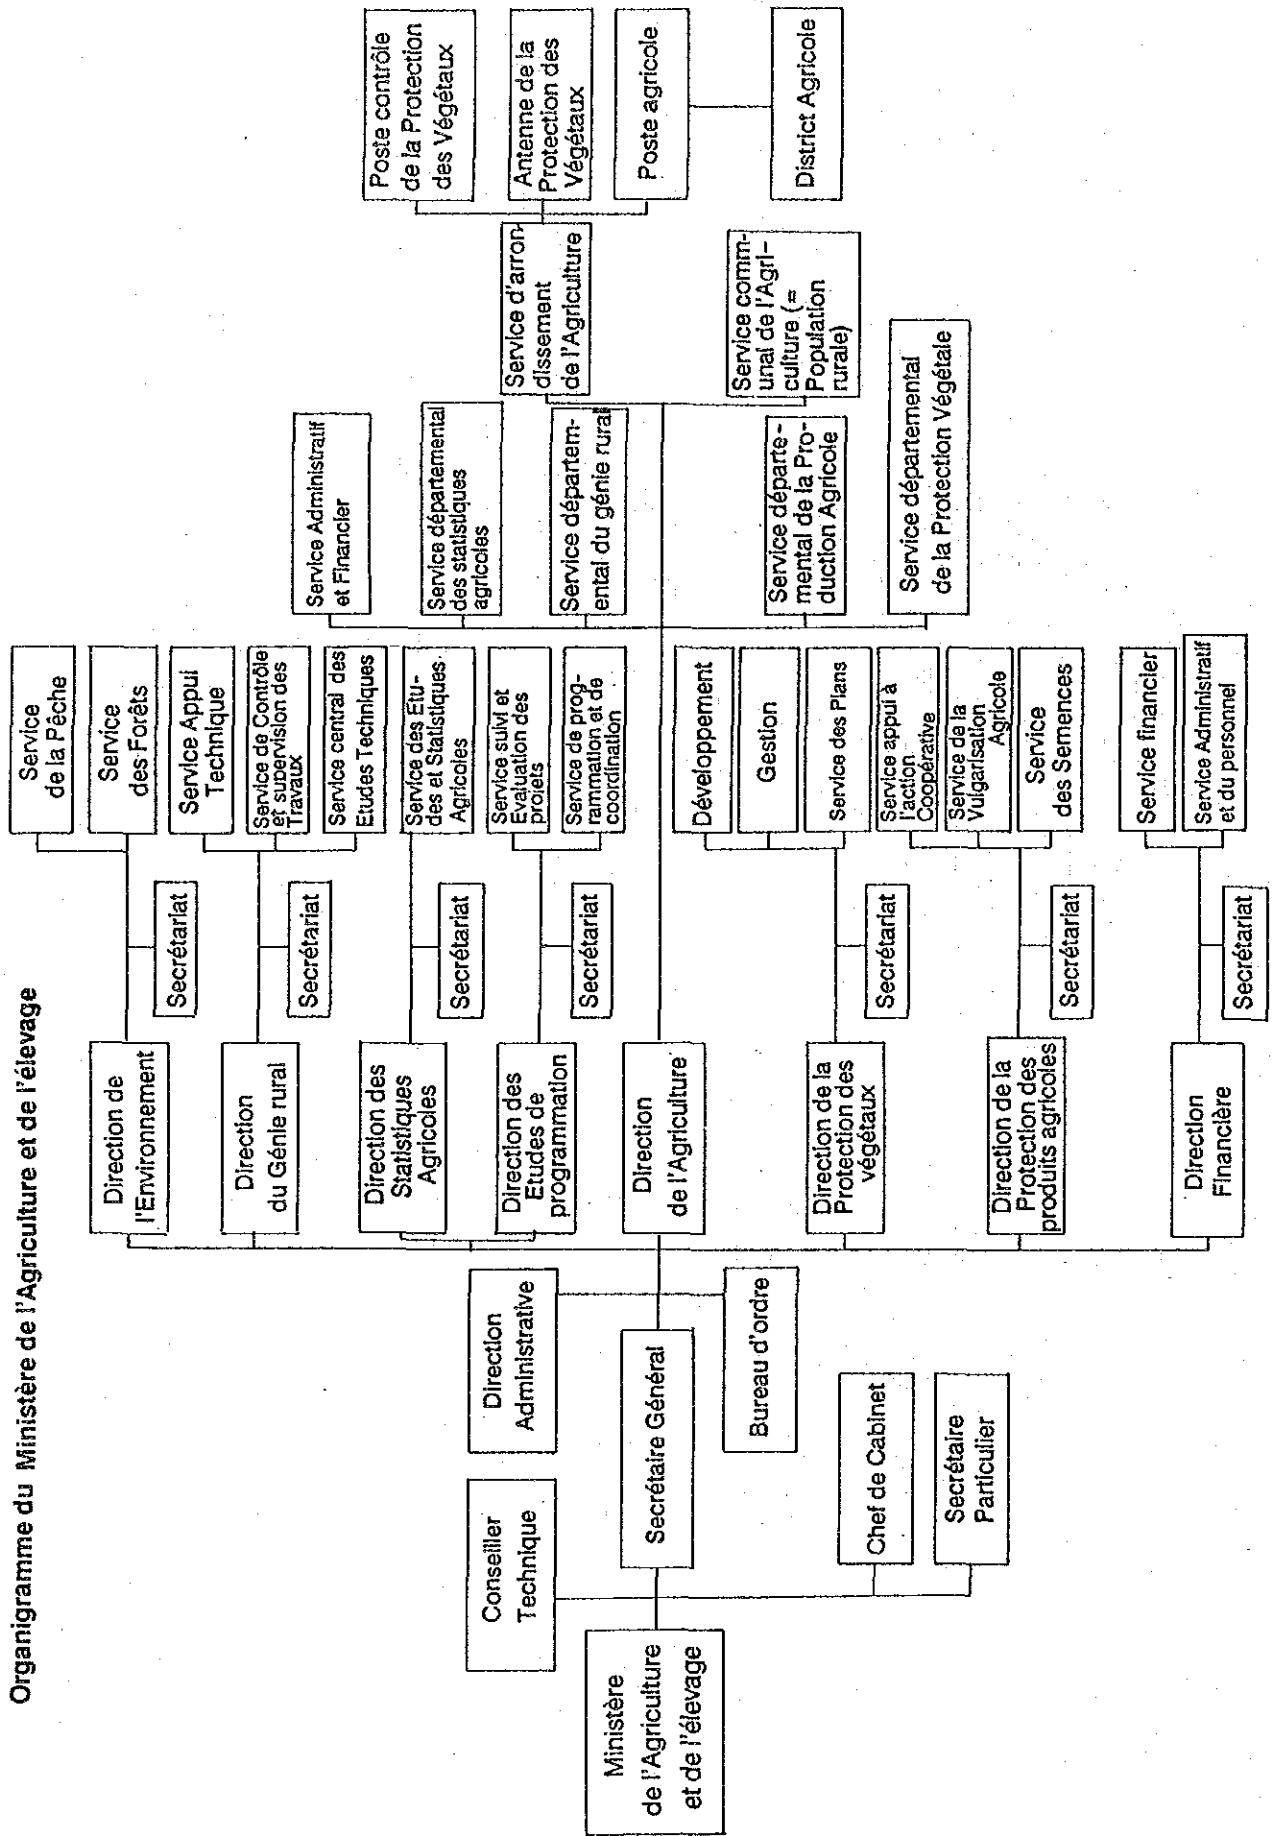 Organigramme du Ministère de l'Agriculture et de l'élevage
Ministère
de l'Agriculture
et de l'élevage
Conseiller
Technique
Secrétaire Général
Chef de Cabinet
Secrétaire
Particulier
Direction
Administrative
Bureau d'ordre
Direction de
l'Environnement
Direction
du Génie rural
Direction des
Statistiques
Agricoles
Direction des
Etudes de
programmation
Direction
de l'Agriculture
Direction de la
Protection des
végétaux
Direction de la
Protection des
produits agricoles
Direction
Financière
Secrétariat
Secrétariat
Secrétariat
Secrétariat
Secrétariat
Secrétariat
Secrétariat
Service
de la Pêche
Service
des Forêts
Service Appui
Technique
Service de Contrôle
et supervision des
Travaux
Service central des
Etudes Techniques
Service des Etu-
des et Statistiques
Agricoles
Service suivi et
Evaluation des
projets
Service de prog-
rammation et de
coordination
Développement
Gestion
Service des Plans
Service appui à
l'action
Coopérative
Service de la
Vulgarisation
Agricole
Service
des Semences
Service financier
Service Administratif
et du personnel
Service Administratif
et Financier
Service départemental
des statistiques
agricoles
Service départem-
ental du génie rural
Service départe-
mental de la Pro-
duction Agricole
Service départemental
de la Protection Végétale
Service d'arron-
dissement
de l'Agriculture
Service comm-
unal de l'Agri-
culture (=
Population
rurale)
Poste contrôle
de la Protection
des Végétaux
Antenne de la
Protection des
Végétaux
Poste agricole
District Agricole